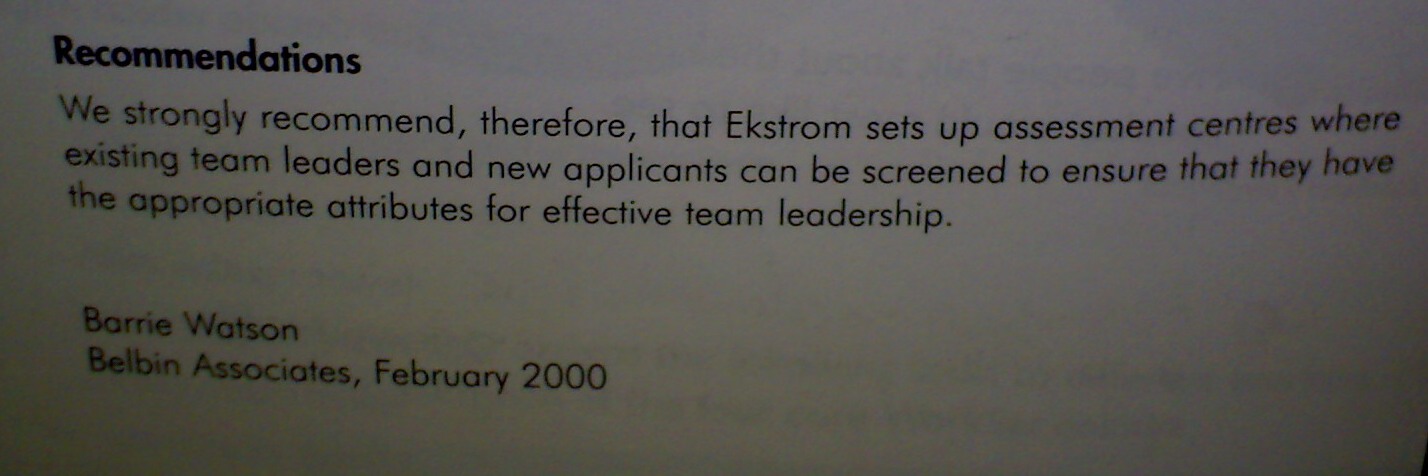 Recommendations
We strongly recommend, therefore, that Ekstrom sets up assessment centres where
existing team leaders and new applicants can be screened to ensure that they have
the appropriate attributes for effective team leadership.
Barrie Watson
Belbin Associates, February 2000